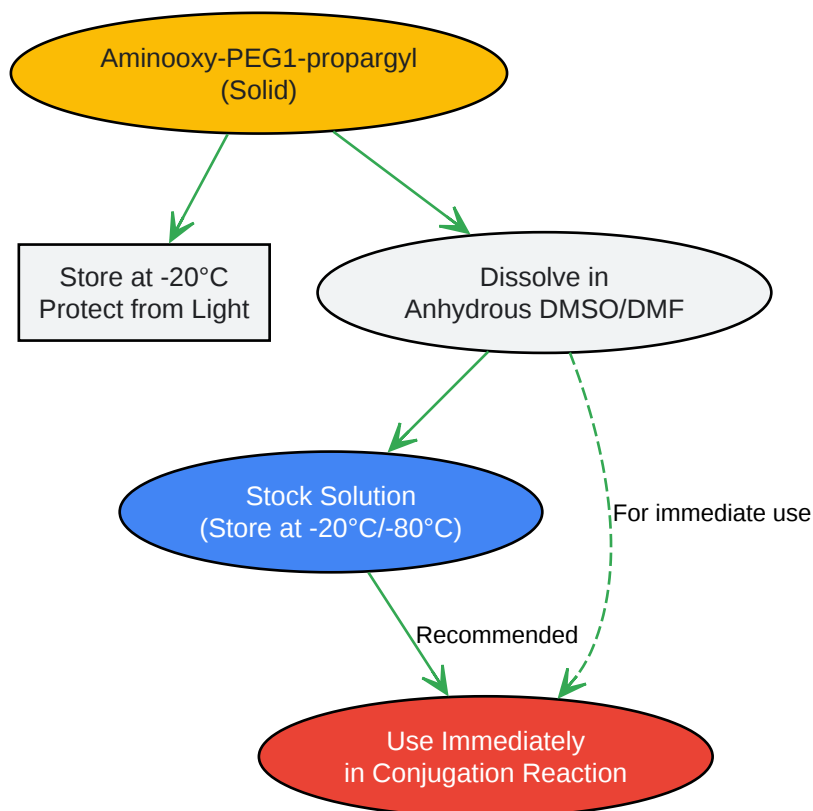 Aminooxy-PEG1-propargyl
(Solid)
Store at -20°C
Protect from Light
Dissolve in
Anhydrous DMSO/DMF
Stock Solution
(Store at -20°C/-80°C)
For immediate use
Recommended
Use Immediately
in Conjugation Reaction